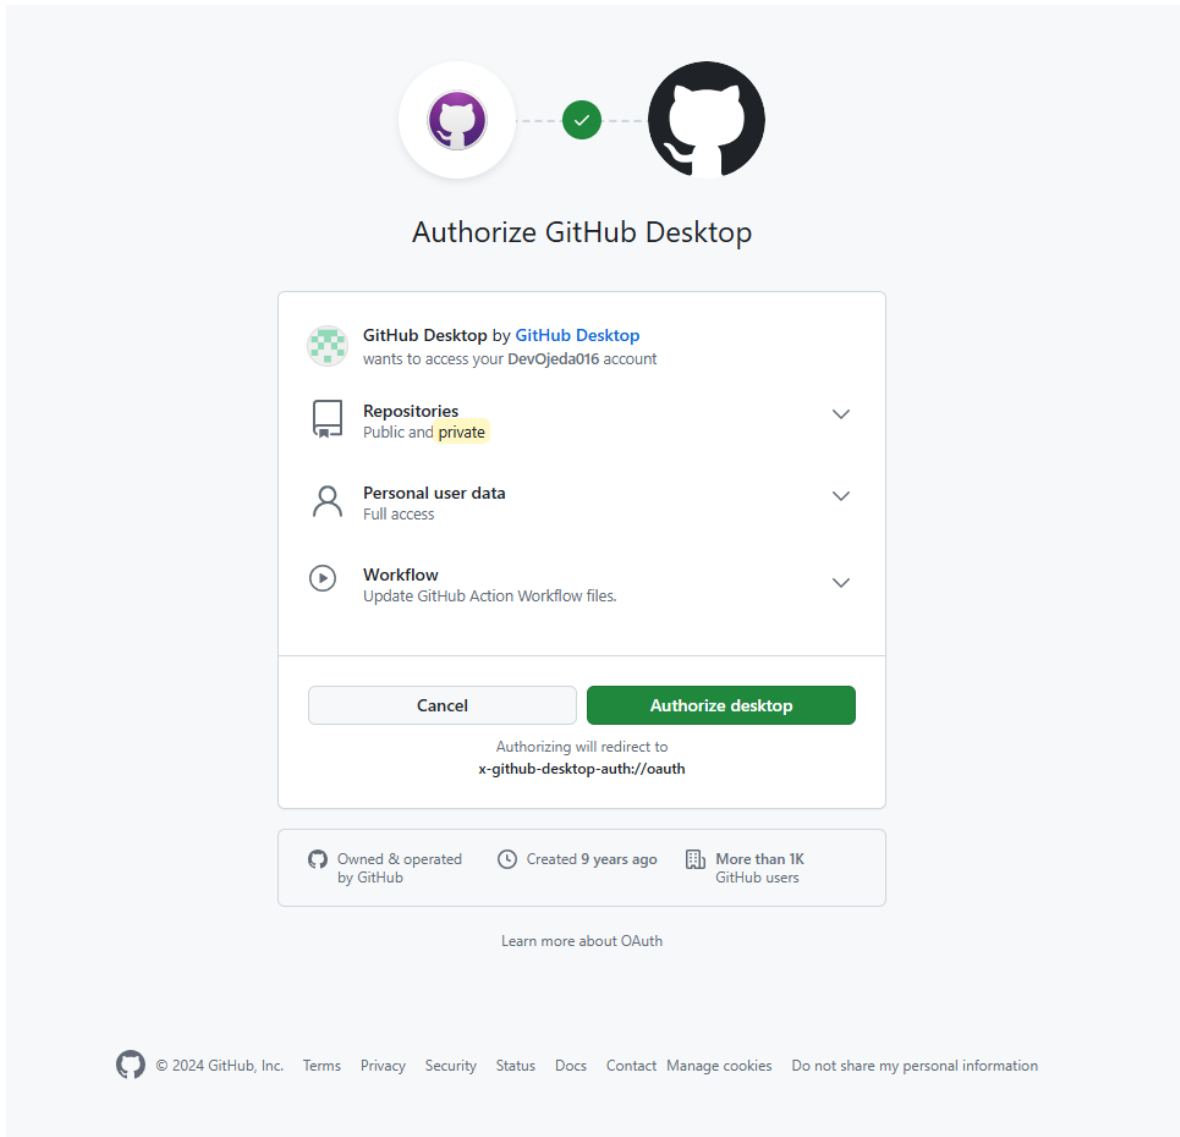 Authorize GitHub Desktop
GitHub Desktop by GitHub Desktop
wants to access your DevOjeda016 account
Repositories
Public and private
Personal user data
Full access
Workflow
Update GitHub Action Workflow files.
Cancel
Authorize desktop
Authorizing will redirect to
x-github-desktop-auth://oauth
Owned & operated
by GitHub
Created 9 years ago
More than 1K
GitHub users
Learn more about OAuth
© 2024 GitHub, Inc. Terms Privacy Security Status Docs Contact Manage cookies Do not share my personal information